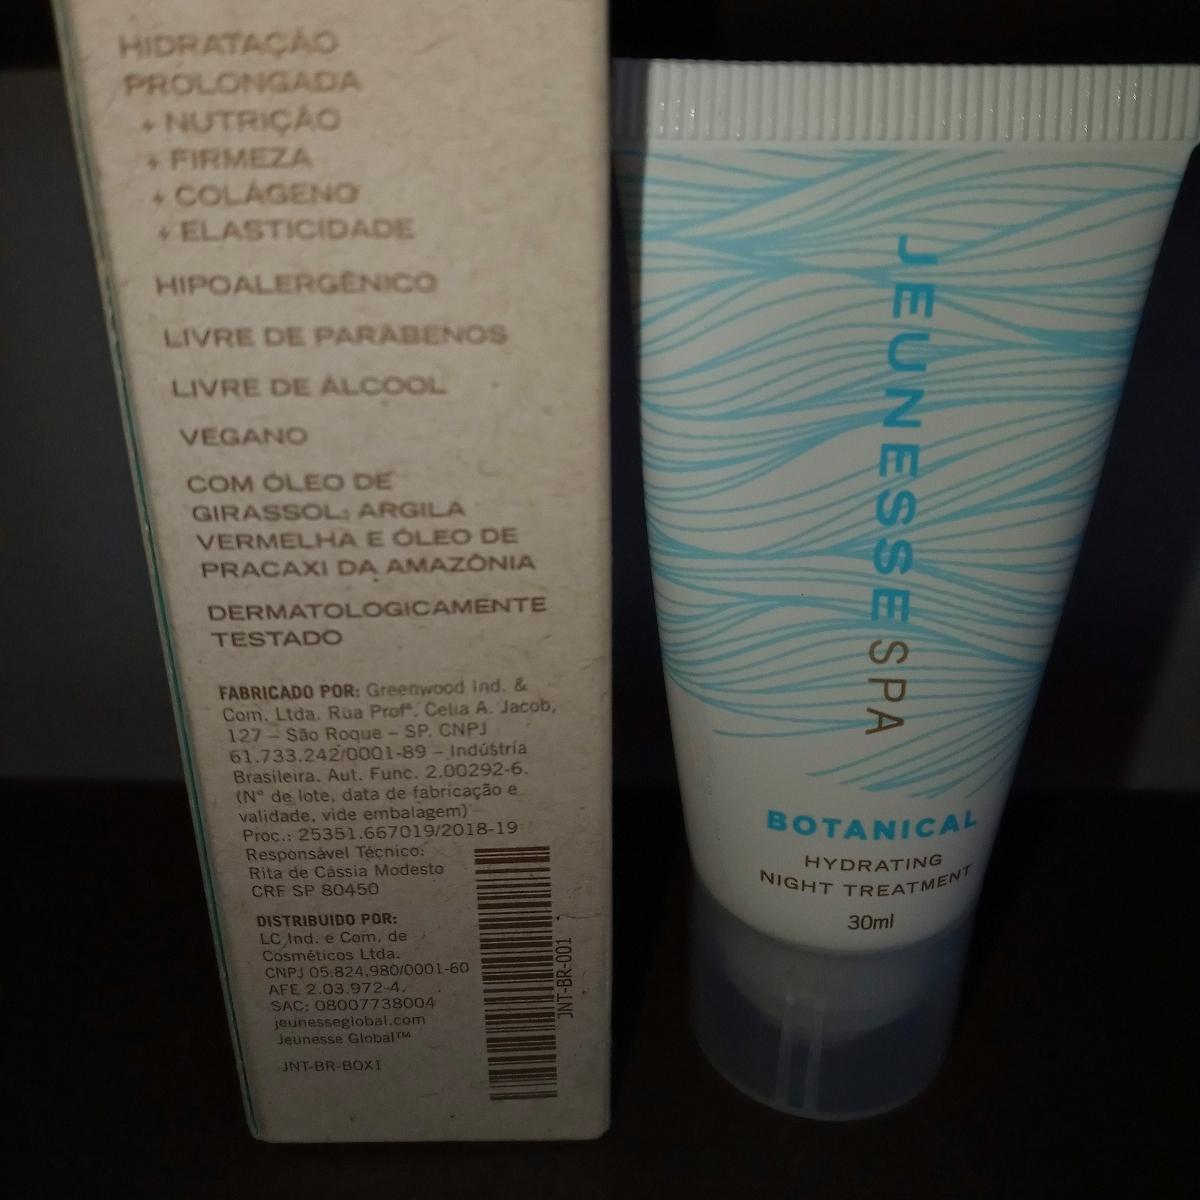 HIDRATAÇÃO
PROLONGADA
+ NUTRIÇÃO
+ FIRMEZA
+ COLÁGENO
+ ELASTICIDADE
HIPOALERGÊNICO
LIVRE DE PARABENOS
LIVRE DE ÁLCOOL
VEGANO
COM ÓLEO DE
GIRASSOL, ARGILA
VERMELHA E ÓLEO DE
PRACAXI DA AMAZÔNIA
DERMATOLOGICAMENTE
TESTADO
FABRICADO POR: Greenwood Ind. &
Com. Ltda. Rua Profª. Celia A. Jacob,
127 – São Roque – SP. CNPJ
61.733.242/0001-89 – Indústria
Brasileira. Aut. Func. 2.00292-6.
(N° de lote, data de fabricação e
validade, vide embalagem)
Proc.: 25351.667019/2018-19
Responsável Técnico:
Rita de Cássia Modesto
CRF SP 80450
DISTRIBUIDO POR:
LC Ind. e Com. de
Cosméticos Ltda.
CNPJ 05.824.980/0001-60
AFE 2.03.972-4.
SAC: 08007738004
jeunesseglobal.com
Jeunesse Global™
JNT-BR-BOX1
JNT-BR-001
JEUNESSE SPA
BOTANICAL
HYDRATING
NIGHT TREATMENT
30ml